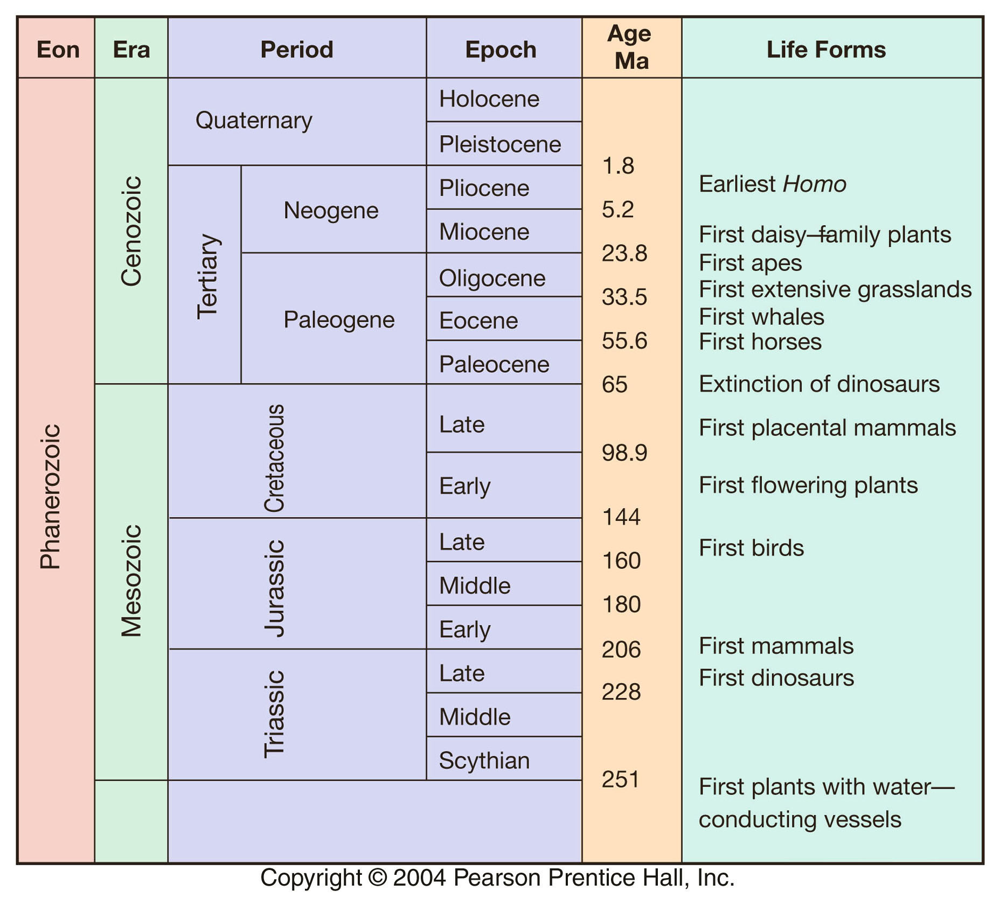 Eon Era Period Epoch Age Ma Life Forms
Phanerozoic
Cenozoic
Quaternary
Holocene
Pleistocene
1.8
Tertiary
Neogene
Pliocene
Earliest Homo
5.2
Miocene
First daisy—family plants
23.8
First apes
Paleogene
Oligocene
First extensive grasslands
33.5
Eocene
First whales
55.6
First horses
Paleocene
65
Extinction of dinosaurs
Mesozoic
Cretaceous
Late
First placental mammals
98.9
Early
First flowering plants
144
Jurassic
Late
First birds
160
Middle
180
Early
206
First mammals
Triassic
Late
First dinosaurs
228
Middle
Scythian
251
First plants with water—
conducting vessels
Copyright © 2004 Pearson Prentice Hall, Inc.